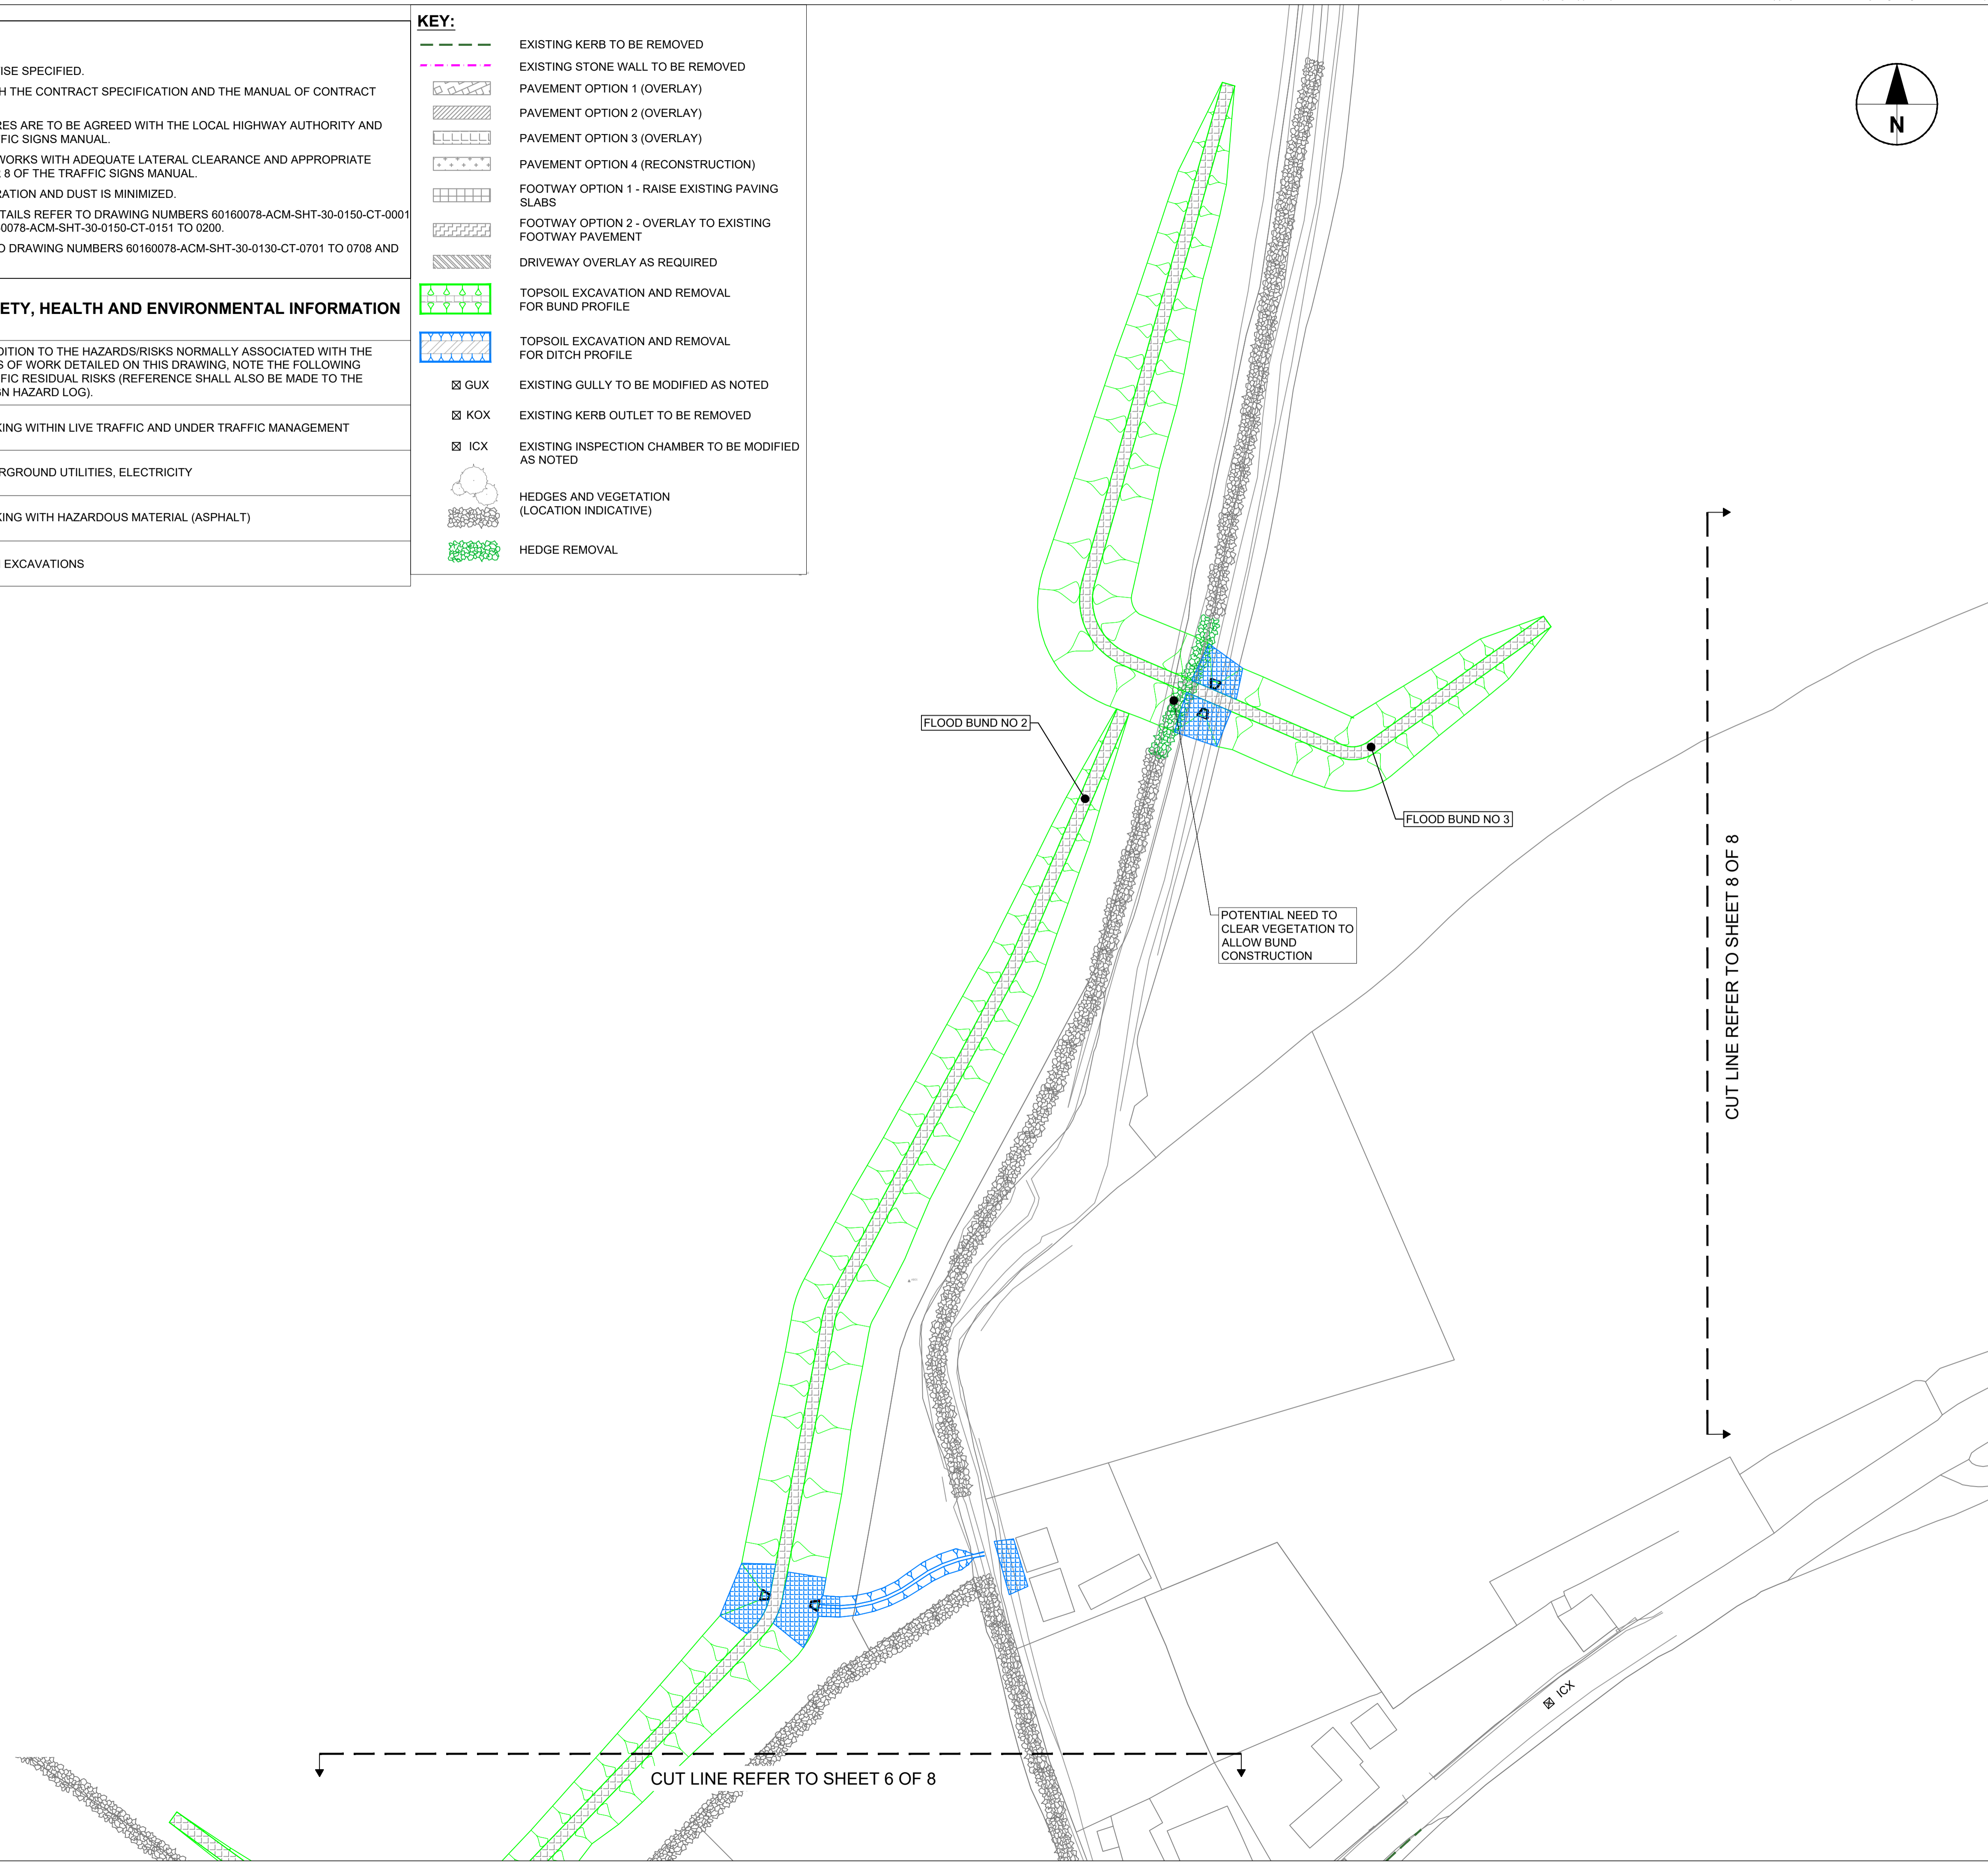 ISE SPECIFIED.
H THE CONTRACT SPECIFICATION AND THE MANUAL OF CONTRACT
RES ARE TO BE AGREED WITH THE LOCAL HIGHWAY AUTHORITY AND
FIC SIGNS MANUAL.
WORKS WITH ADEQUATE LATERAL CLEARANCE AND APPROPRIATE
8 OF THE TRAFFIC SIGNS MANUAL.
RATION AND DUST IS MINIMIZED.
TAILS REFER TO DRAWING NUMBERS 60160078-ACM-SHT-30-0150-CT-0001
0078-ACM-SHT-30-0150-CT-0151 TO 0200.
O DRAWING NUMBERS 60160078-ACM-SHT-30-0130-CT-0701 TO 0708 AND
ETY, HEALTH AND ENVIRONMENTAL INFORMATION
DITION TO THE HAZARDS/RISKS NORMALLY ASSOCIATED WITH THE
S OF WORK DETAILED ON THIS DRAWING, NOTE THE FOLLOWING
FIC RESIDUAL RISKS (REFERENCE SHALL ALSO BE MADE TO THE
GN HAZARD LOG).
KING WITHIN LIVE TRAFFIC AND UNDER TRAFFIC MANAGEMENT
RGROUND UTILITIES, ELECTRICITY
KING WITH HAZARDOUS MATERIAL (ASPHALT)
EXCAVATIONS
KEY:
EXISTING KERB TO BE REMOVED
EXISTING STONE WALL TO BE REMOVED
PAVEMENT OPTION 1 (OVERLAY)
PAVEMENT OPTION 2 (OVERLAY)
PAVEMENT OPTION 3 (OVERLAY)
PAVEMENT OPTION 4 (RECONSTRUCTION)
FOOTWAY OPTION 1 - RAISE EXISTING PAVING
SLABS
FOOTWAY OPTION 2 - OVERLAY TO EXISTING
FOOTWAY PAVEMENT
DRIVEWAY OVERLAY AS REQUIRED
TOPSOIL EXCAVATION AND REMOVAL
FOR BUND PROFILE
TOPSOIL EXCAVATION AND REMOVAL
FOR DITCH PROFILE
GUX EXISTING GULLY TO BE MODIFIED AS NOTED
KOX EXISTING KERB OUTLET TO BE REMOVED
ICX EXISTING INSPECTION CHAMBER TO BE MODIFIED
AS NOTED
HEDGES AND VEGETATION
(LOCATION INDICATIVE)
HEDGE REMOVAL
N
FLOOD BUND NO 2
FLOOD BUND NO 3
POTENTIAL NEED TO
CLEAR VEGETATION TO
ALLOW BUND
CONSTRUCTION
CUT LINE REFER TO SHEET 8 OF 8
ICX
CUT LINE REFER TO SHEET 6 OF 8